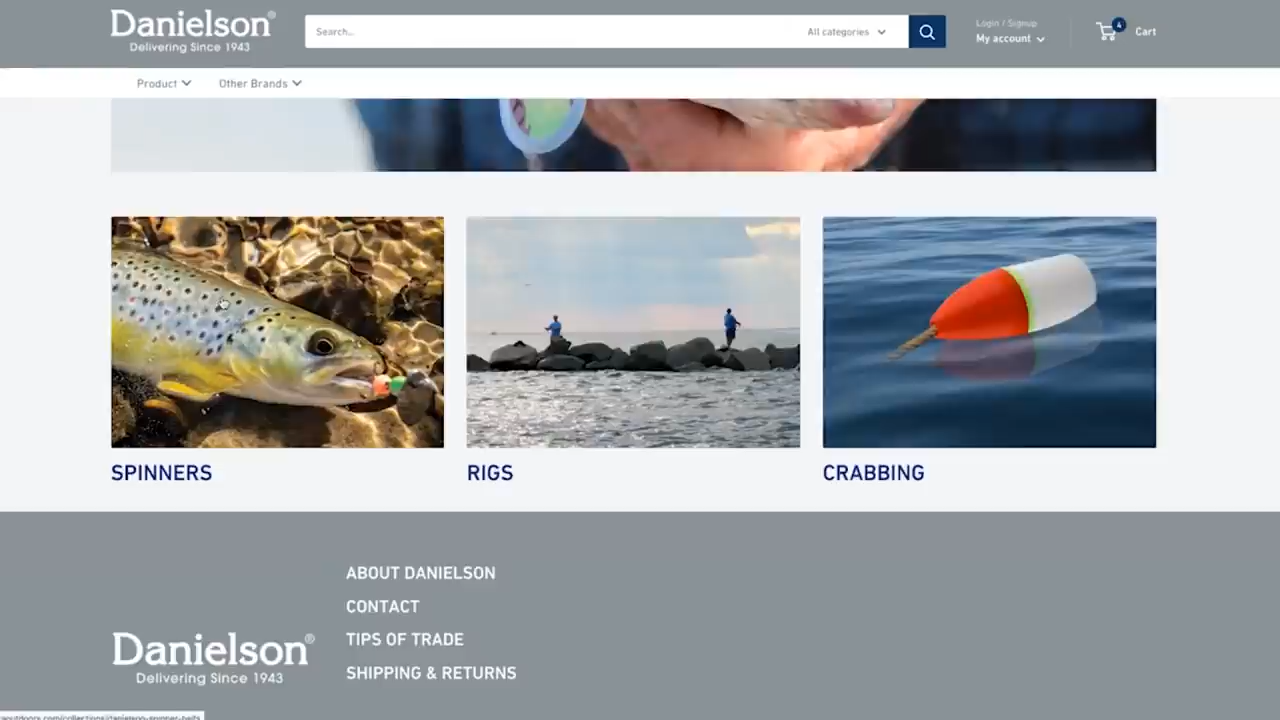 Danielson®
Delivering Since 1943
Search...
All categories
Login / Signup
My account
4
Cart
Product
Other Brands
SPINNERS
RIGS
CRABBING
ABOUT DANIELSON
CONTACT
TIPS OF TRADE
SHIPPING & RETURNS
Danielson®
Delivering Since 1943